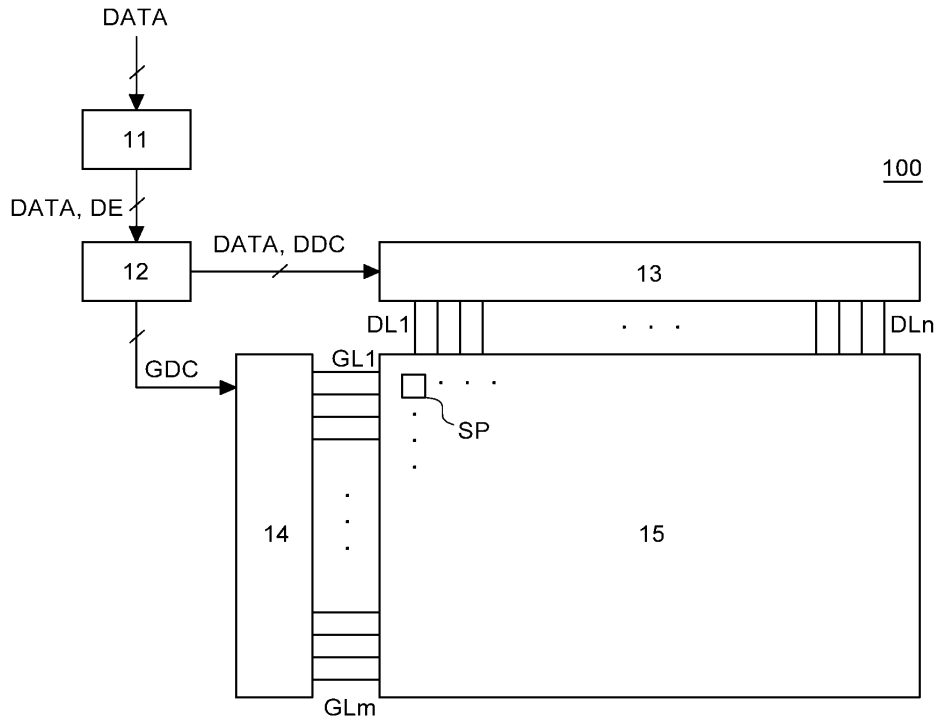 DATA
11
100
DATA, DE
DATA, DDC
12
13
DL1
. . .
DLn
GL1
GDC
. . .
SP
14
15
GLm